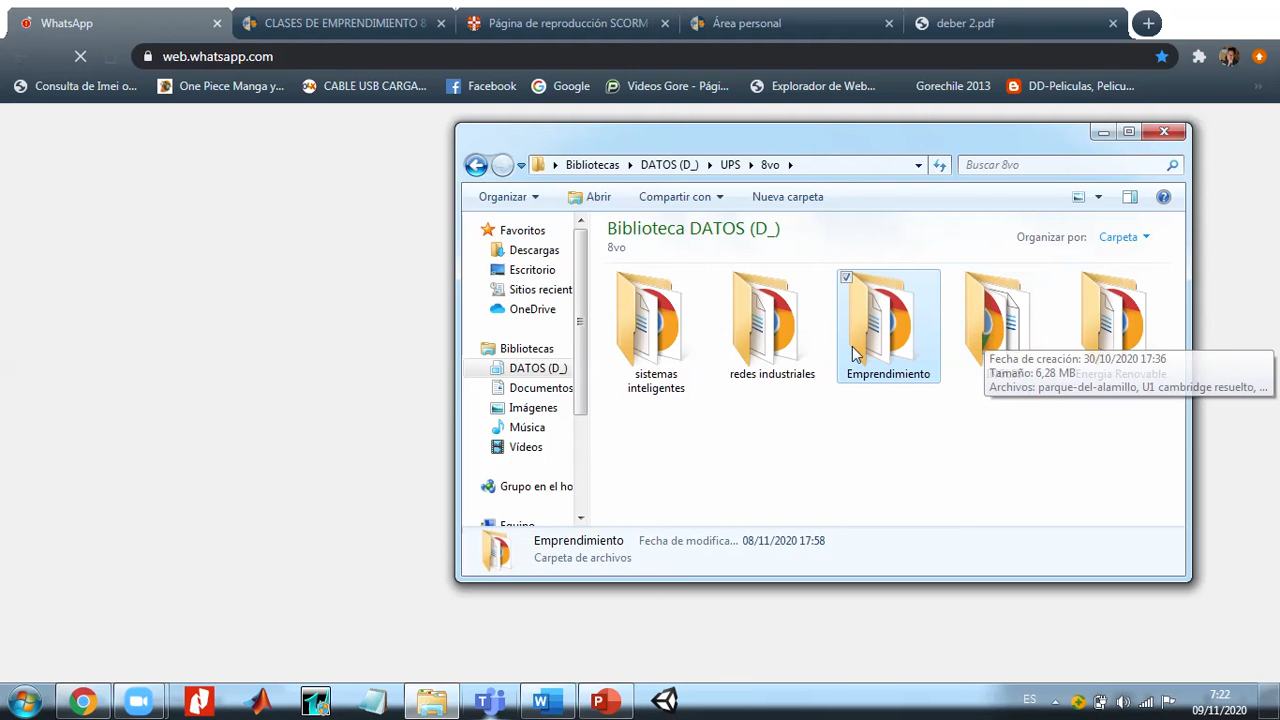 WhatsApp
CLASES DE EMPRENDIMIENTO 8
Página de reproducción SCORM
Área personal
deber 2.pdf
web.whatsapp.com
Consulta de Imei o...
One Piece Manga y...
CABLE USB CARGA...
Facebook
Google
Videos Gore - Pági...
Explorador de Web...
Gorechile 2013
DD-Peliculas, Pelicu...
Bibliotecas
DATOS (D_)
UPS
8vo
Buscar 8vo
Organizar
Abrir
Compartir con
Nueva carpeta
Favoritos
Descargas
Escritorio
Sitios recient
OneDrive
Bibliotecas
DATOS (D_)
Documentos
Imágenes
Música
Vídeos
Grupo en el ho
Equipo
Biblioteca DATOS (D_)
8vo
Organizar por:
Carpeta
sistemas
inteligentes
redes industriales
Emprendimiento
Energia Renovable
Fecha de creación: 30/10/2020 17:36
Tamaño: 6,28 MB
Archivos: parque-del-alamillo, U1 cambridge resuelto, ...
Emprendimiento
Fecha de modifica... 08/11/2020 17:58
Carpeta de archivos
ES
7:22
09/11/2020